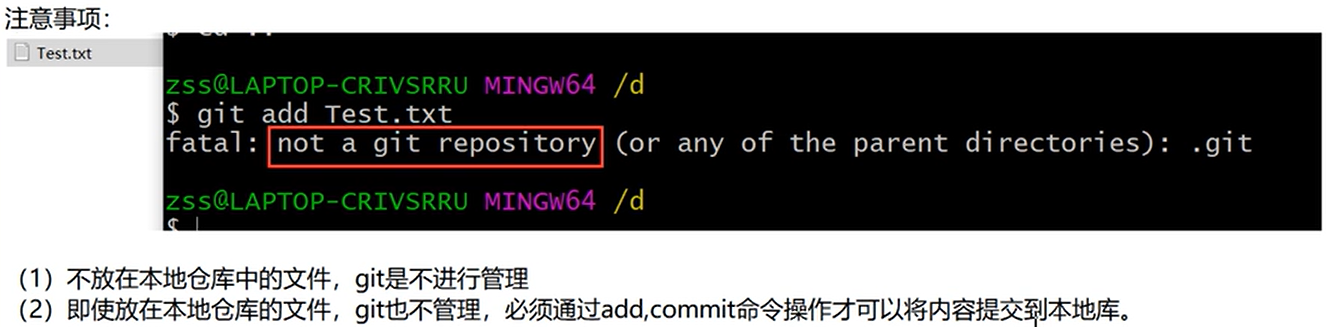 注意事项：
Test.txt
zss@LAPTOP-CRIVSRRU MINGW64 /d
$ git add Test.txt
fatal: not a git repository (or any of the parent directories): .git
zss@LAPTOP-CRIVSRRU MINGW64 /d
$
（1）不放在本地仓库中的文件，git是不进行管理
（2）即使放在本地仓库的文件，git也不管理，必须通过add,commit命令操作才可以将内容提交到本地库。